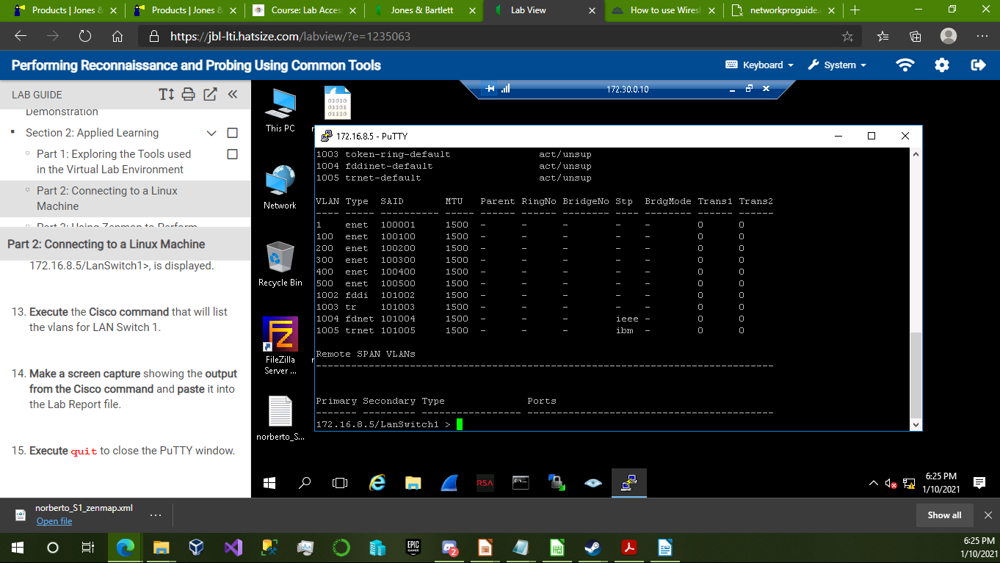 Products | Jones &
Products | Jones &
Course: Lab Acces
Jones & Bartlett
Lab View
How to use Wiresh
networkproguide.
https://jbl-lti.hatsize.com/labview/?e=1235063
Performing Reconnaissance and Probing Using Common Tools
Keyboard
System
LAB GUIDE
Demonstration
Section 2: Applied Learning
Part 1: Exploring the Tools used
in the Virtual Lab Environment
Part 2: Connecting to a Linux
Machine
Part 3: Using Zenmap to Perform
Part 2: Connecting to a Linux Machine
172.16.8.5/LanSwitch1>, is displayed.
13. Execute the Cisco command that will list
the vlans for LAN Switch 1.
14. Make a screen capture showing the output
from the Cisco command and paste it into
the Lab Report file.
15. Execute quit to close the PuTTY window.
172.30.0.10
This PC
01010
01101
01110
Network
Recycle Bin
FZ
FileZilla
Server ...
norberto_S...
172.16.8.5 - PuTTY
1003 token-ring-default act/unsup
1004 fddinet-default act/unsup
1005 trnet-default act/unsup
VLAN Type SAID MTU Parent RingNo BridgeNo Stp BrdgMode Trans1 Trans2
---- ----- ---------- ----- ------ ------ -------- ---- -------- ------ ------
1 enet 100001 1500 - - - - - 0 0
100 enet 100100 1500 - - - - - 0 0
200 enet 100200 1500 - - - - - 0 0
300 enet 100300 1500 - - - - - 0 0
400 enet 100400 1500 - - - - - 0 0
500 enet 100500 1500 - - - - - 0 0
1002 fddi 101002 1500 - - - - - 0 0
1003 tr 101003 1500 - - - - - 0 0
1004 fdnet 101004 1500 - - - ieee - 0 0
1005 trnet 101005 1500 - - - ibm - 0 0
Remote SPAN VLANs
------------------------------------------------------------------------------
Primary Secondary Type Ports
------- --------- ----------------- ------------------------------------------
172.16.8.5/LanSwitch1 >
RSA
6:25 PM
1/10/2021
norberto_S1_zenmap.xml
Open file
Show all
EPIC
GAMES
2
6:25 PM
1/10/2021